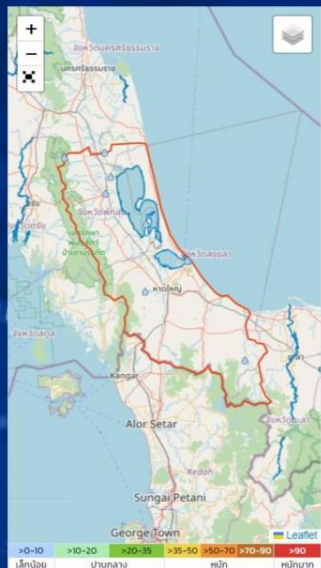 +
−
จังหวัดนครศรีธรรมราช
นครศรีธรรมราช
จังหวัดพัทลุง
จังหวัดสงขลา
หาดใหญ่
จังหวัดสตูล
ยะลา
Kangar
Alor Setar
Kedah
Sungai Petani
George Town
Leaflet
>0-10 >10-20 >20-35 >35-50 >50-70 >70-90 >90
เล็กน้อย ปานกลาง หนัก หนักมาก